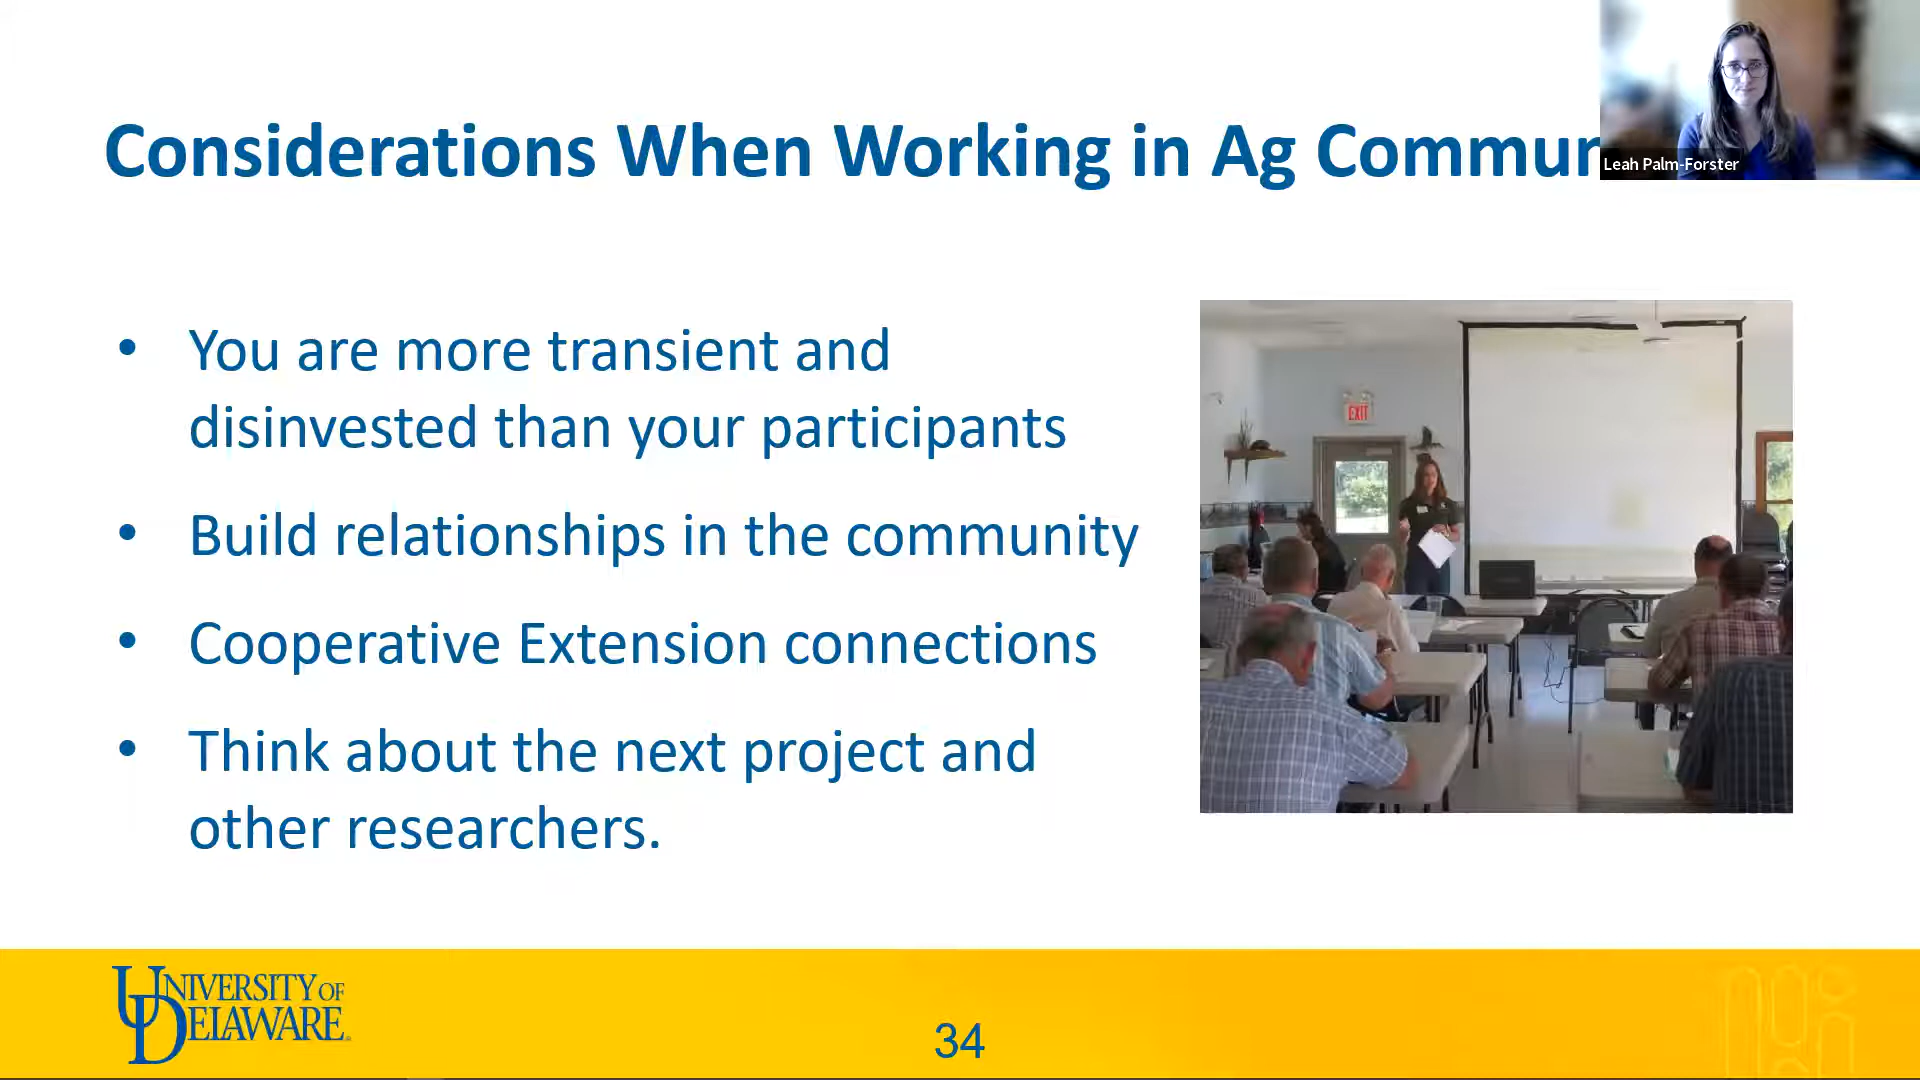 Considerations When Working in Ag Commun
Leah Palm-Forster
• You are more transient and
disinvested than your participants
• Build relationships in the community
• Cooperative Extension connections
• Think about the next project and
other researchers.
EXIT
UNIVERSITY OF
DELAWARE
34